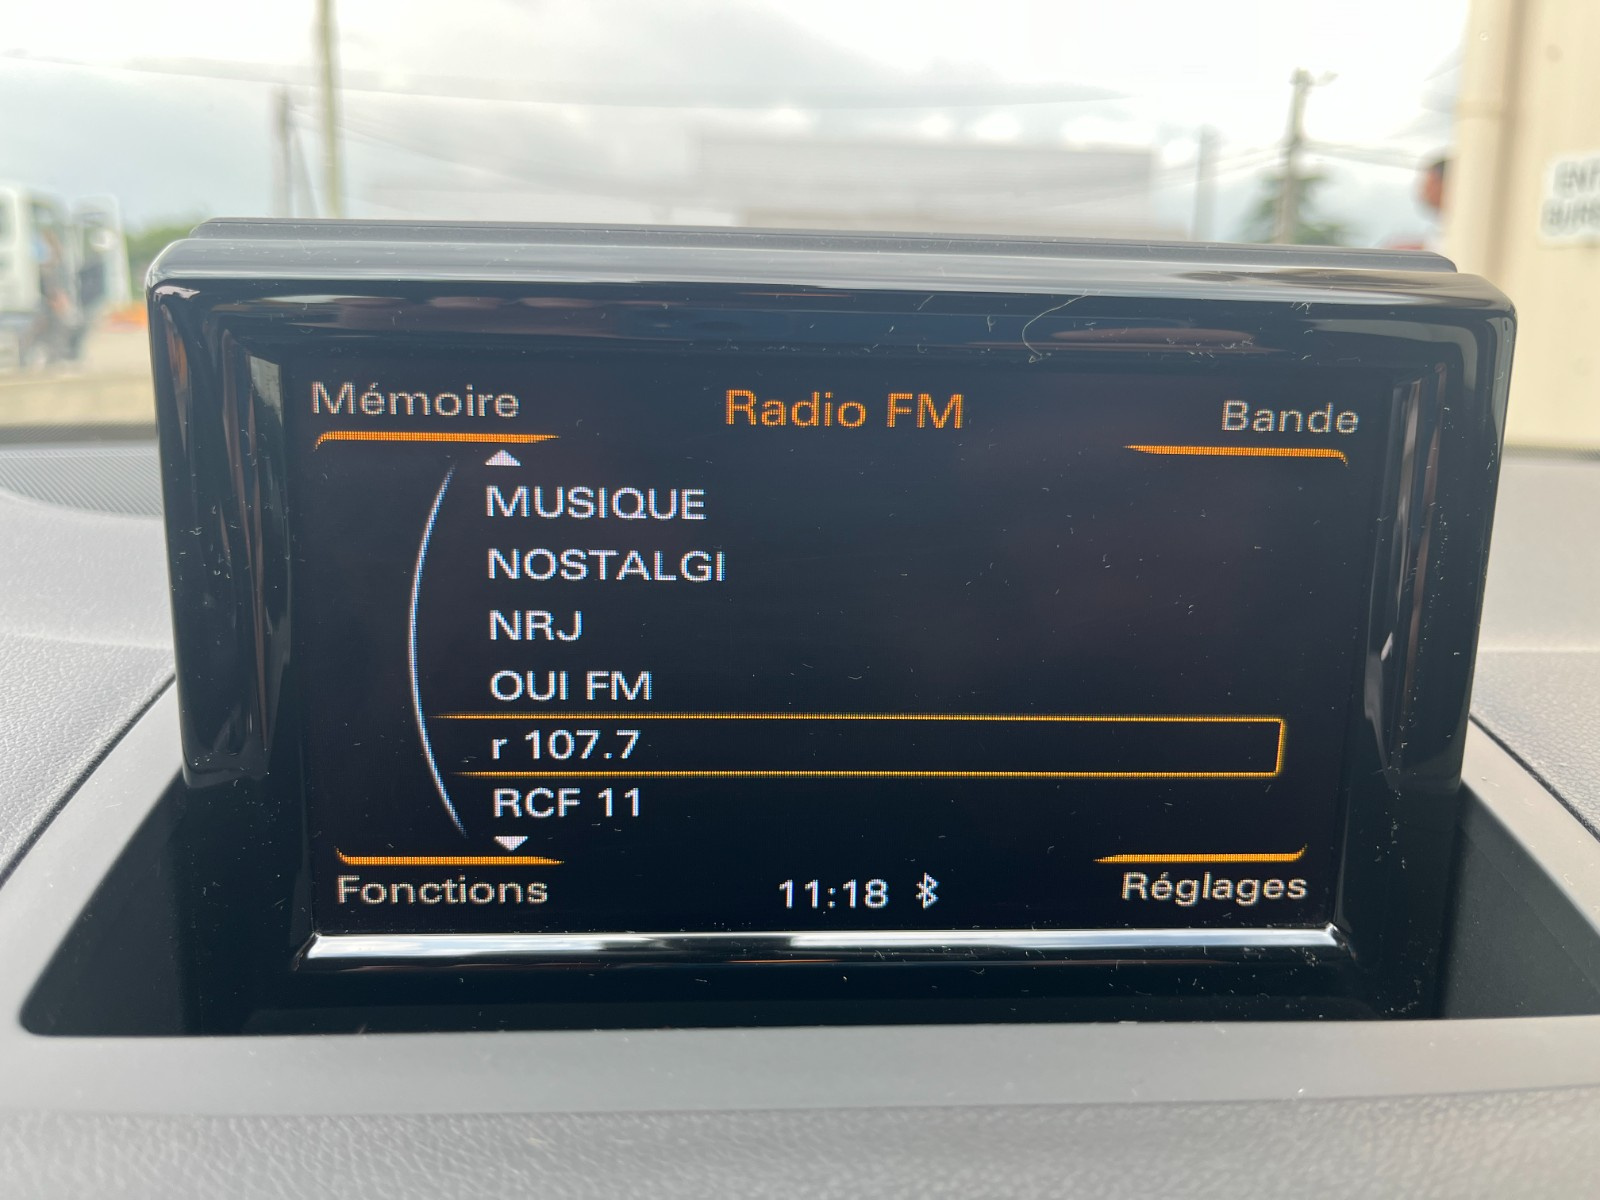 Mémoire
Radio FM
Bande
MUSIQUE
NOSTALGI
NRJ
OUI FM
r 107.7
RCF 11
Fonctions
11:18
Réglages